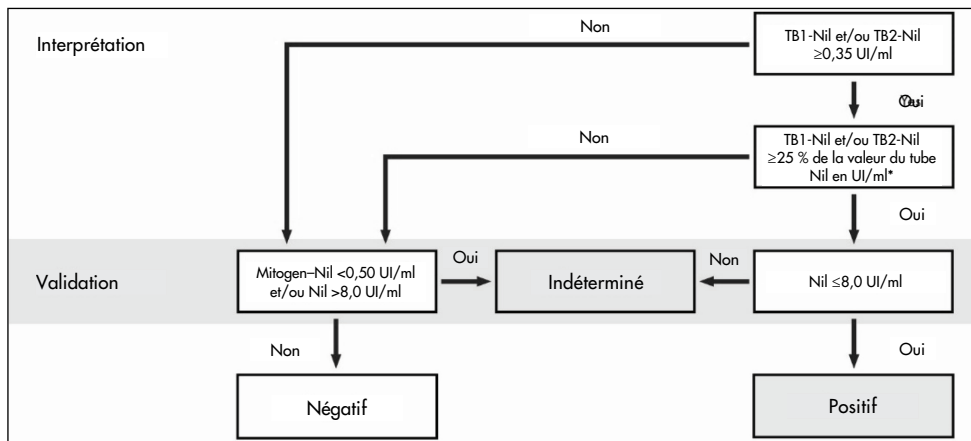 Interprétation
Non
TB1-Nil et/ou TB2-Nil
≥0,35 UI/ml
Oui
Non
TB1-Nil et/ou TB2-Nil
≥25 % de la valeur du tube
Nil en UI/ml*
Oui
Validation
Mitogen–Nil <0,50 UI/ml
et/ou Nil >8,0 UI/ml
Oui
Indéterminé
Non
Nil ≤8,0 UI/ml
Non
Oui
Négatif
Positif